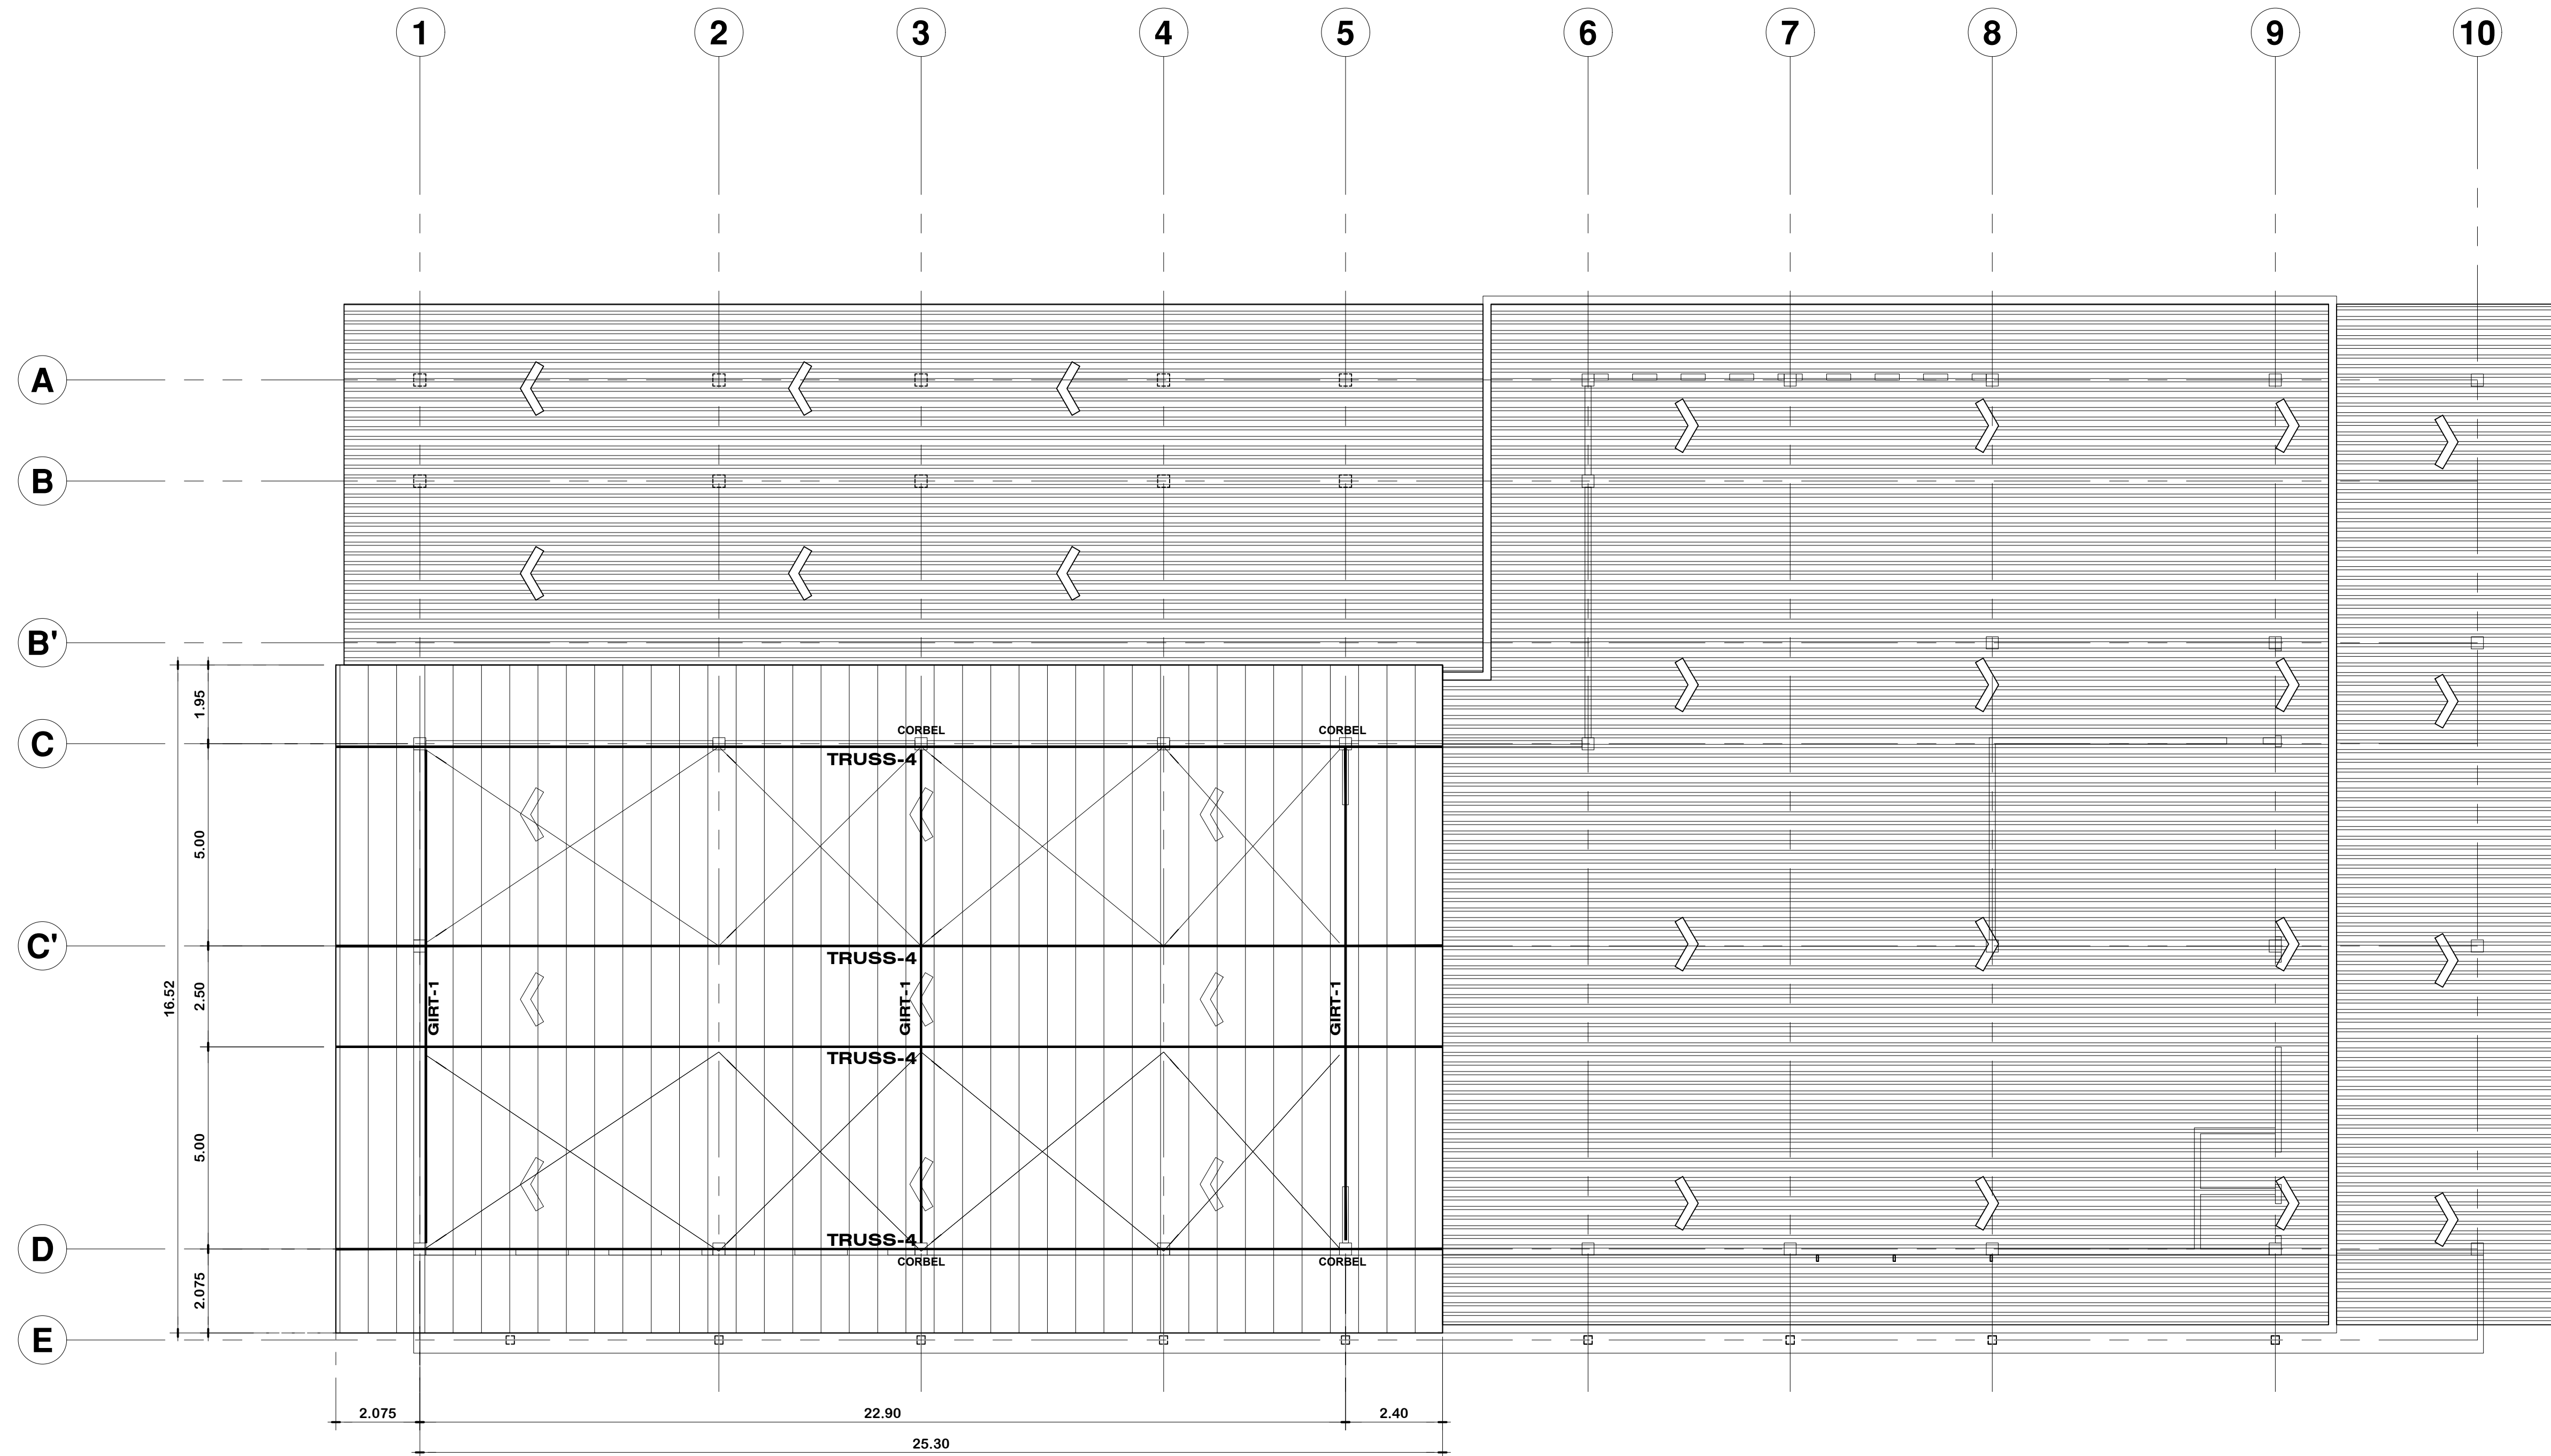 1 2 3 4 5 6 7 8 9 10
A
B
B'
1.95
CORBEL CORBEL
C
TRUSS-4
5.00
C'
TRUSS-4
16.52
2.50
GIRT-1 GIRT-1 GIRT-1
TRUSS-4
5.00
TRUSS-4
D
CORBEL CORBEL
2.075
E
2.075 22.90 2.40
25.30